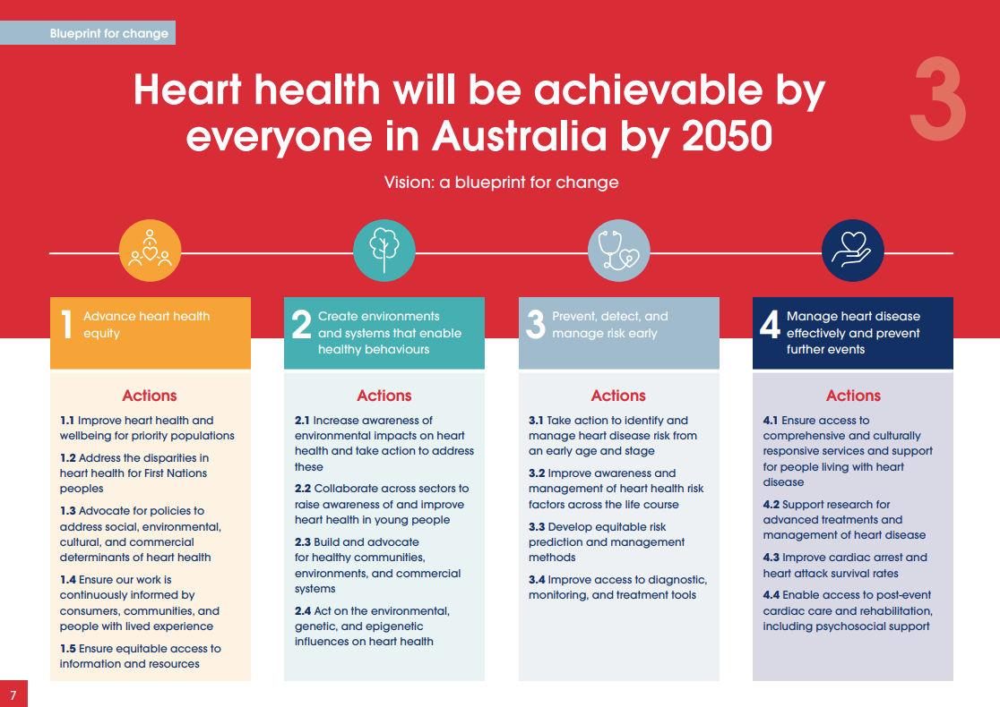 Blueprint for change
3
Heart health will be achievable by
everyone in Australia by 2050
Vision: a blueprint for change
1 Advance heart health
equity
Actions
1.1 Improve heart health and
wellbeing for priority populations
1.2 Address the disparities in
heart health for First Nations
peoples
1.3 Advocate for policies to
address social, environmental,
cultural, and commercial
determinants of heart health
1.4 Ensure our work is
continuously informed by
consumers, communities, and
people with lived experience
1.5 Ensure equitable access to
information and resources
2 Create environments
and systems that enable
healthy behaviours
Actions
2.1 Increase awareness of
environmental impacts on heart
health and take action to address
these
2.2 Collaborate across sectors to
raise awareness of and improve
heart health in young people
2.3 Build and advocate
for healthy communities,
environments, and commercial
systems
2.4 Act on the environmental,
genetic, and epigenetic
influences on heart health
3 Prevent, detect, and
manage risk early
Actions
3.1 Take action to identify and
manage heart disease risk from
an early age and stage
3.2 Improve awareness and
management of heart health risk
factors across the life course
3.3 Develop equitable risk
prediction and management
methods
3.4 Improve access to diagnostic,
monitoring, and treatment tools
4 Manage heart disease
effectively and prevent
further events
Actions
4.1 Ensure access to
comprehensive and culturally
responsive services and support
for people living with heart
disease
4.2 Support research for
advanced treatments and
management of heart disease
4.3 Improve cardiac arrest and
heart attack survival rates
4.4 Enable access to post-event
cardiac care and rehabilitation,
including psychosocial support
7